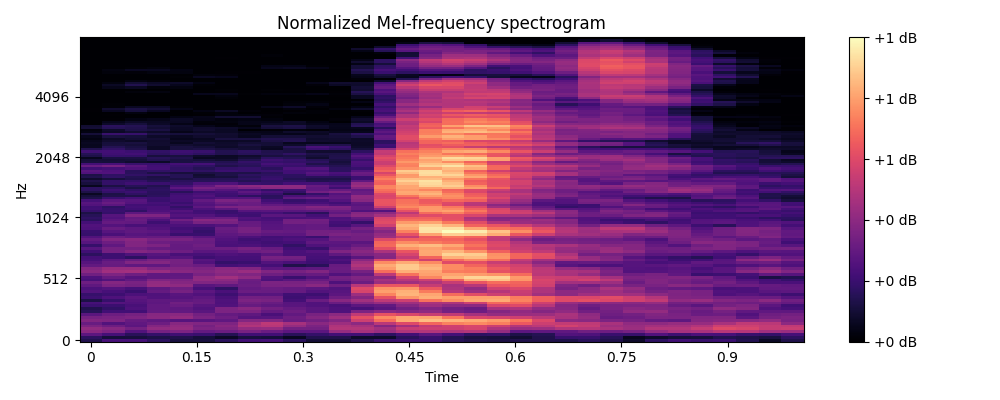 Normalized Mel-frequency spectrogram
Hz
4096
2048
1024
512
0
0 0.15 0.3 0.45 0.6 0.75 0.9
Time
+1 dB
+1 dB
+1 dB
+0 dB
+0 dB
+0 dB